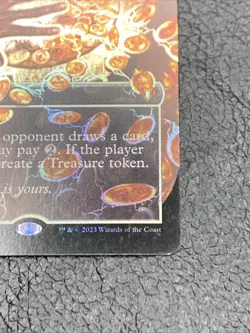 opponent draws a card,
ay pay 2. If the player
reate a Treasure token.
is yours.
™ & © 2023 Wizards of the Coast